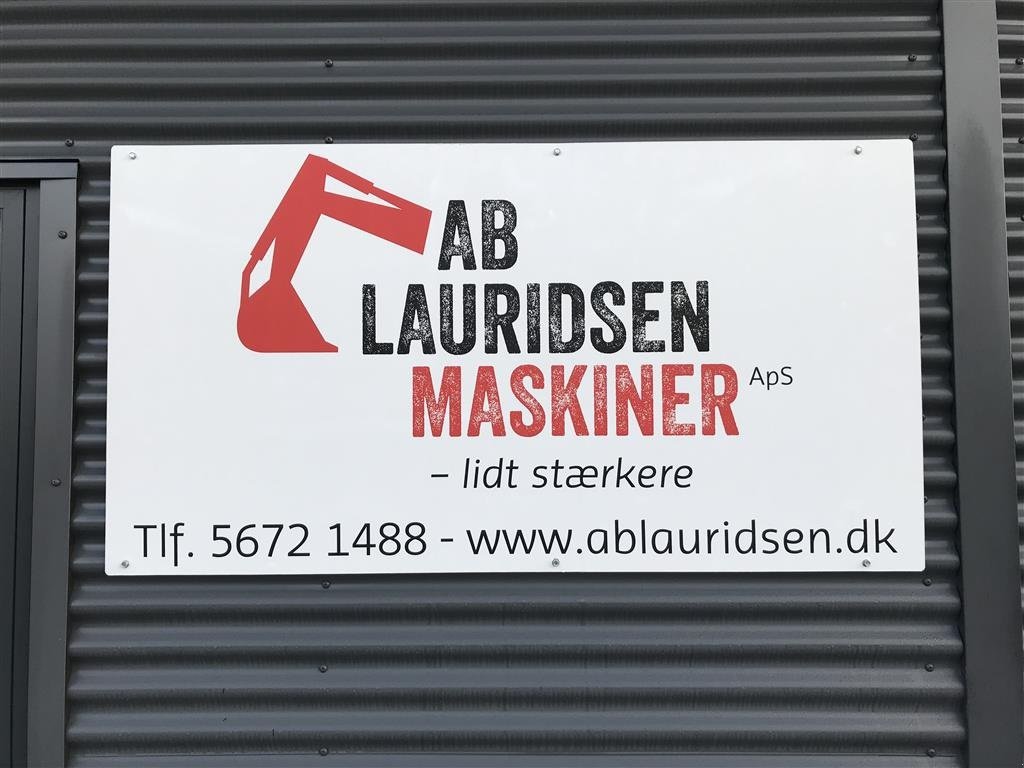 AB
LAURIDSEN
MASKINER ApS
– lidt stærkere
Tlf. 5672 1488 - www.ablauridsen.dk